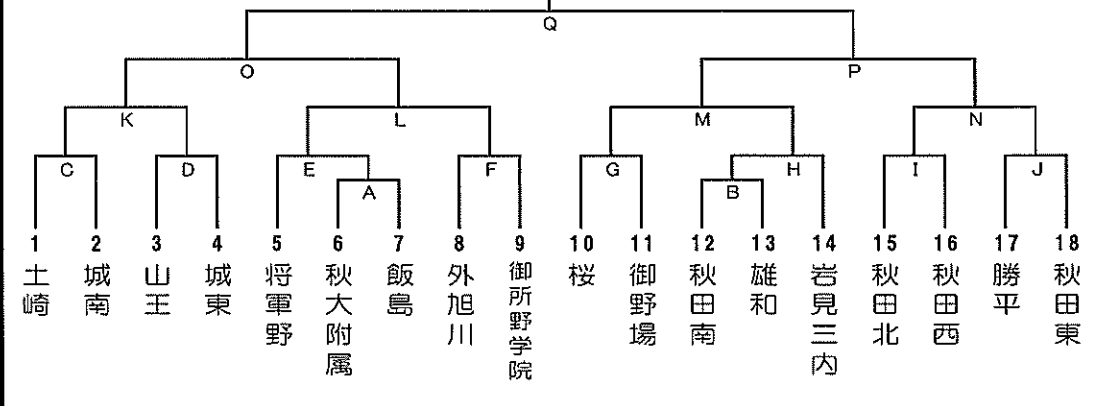 Q
O P
K L M N
C D E F G H I J
A B
1 2 3 4 5 6 7 8 9 10 11 12 13 14 15 16 17 18
土崎
城南
山王
城東
将軍野
秋大附属
飯島
外旭川
御所野学院
桜
御野場
秋田南
雄和
岩見三内
秋田北
秋田西
勝平
秋田東